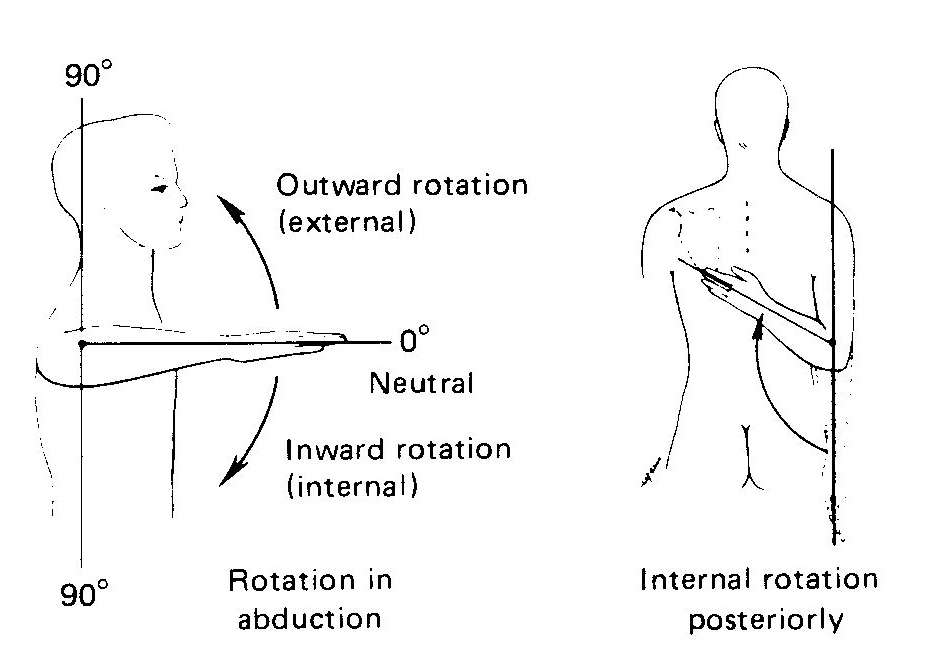 90°
Outward rotation
(external)
0°
Neutral
Inward rotation
(internal)
90°
Rotation in
abduction
Internal rotation
posteriorly